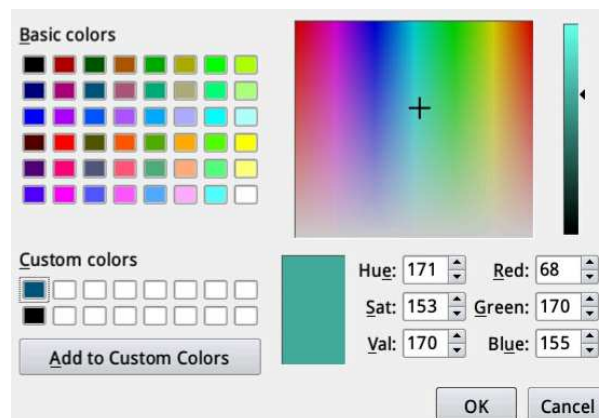 Basic colors
Custom colors
Add to Custom Colors
Hue: 171
Red: 68
Sat: 153
Green: 170
Val: 170
Blue: 155
OK
Cancel